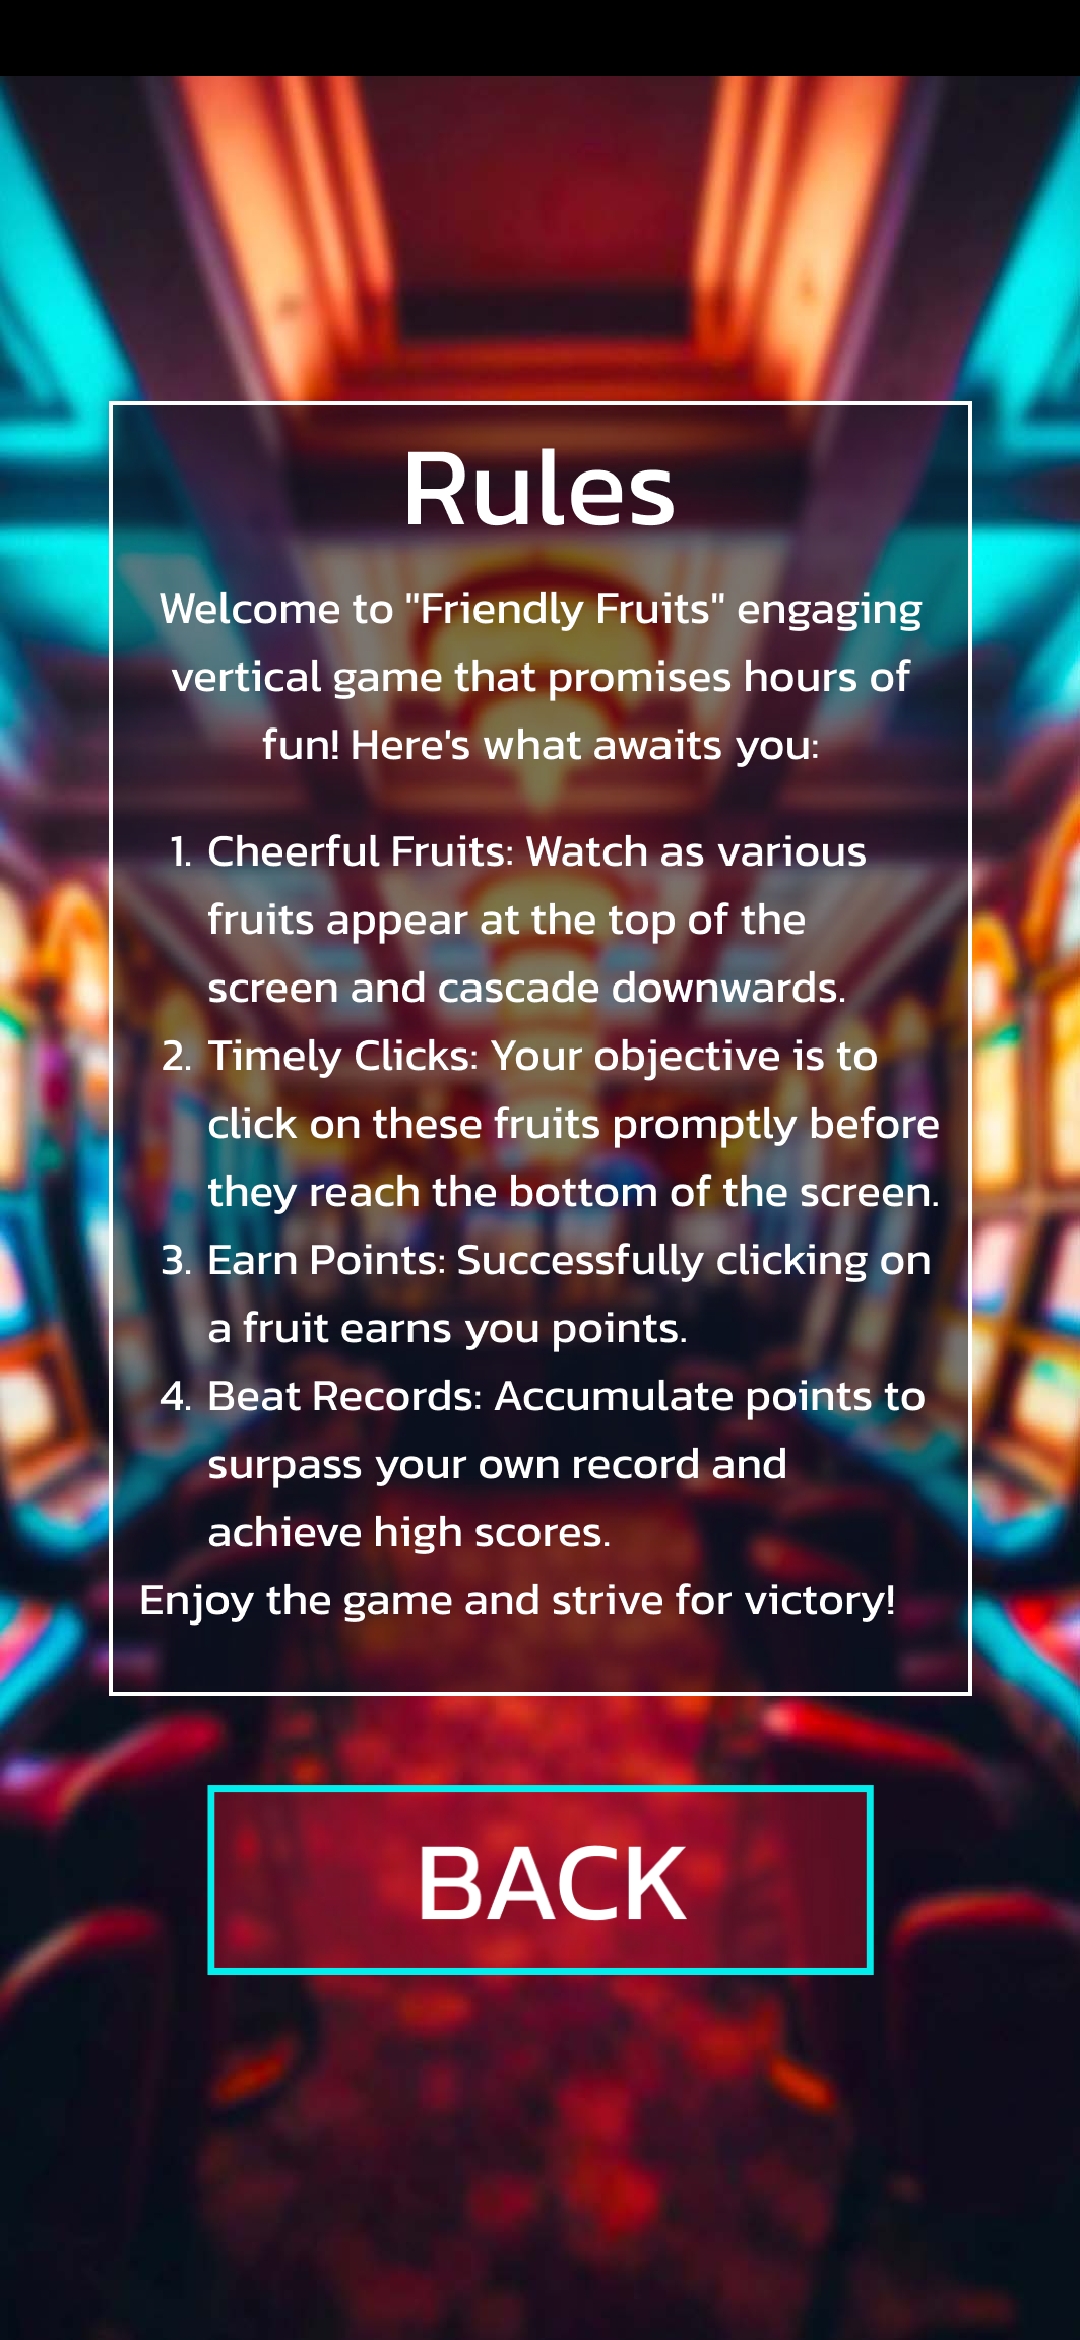 Rules
Welcome to "Friendly Fruits" engaging
vertical game that promises hours of
fun! Here's what awaits you:
1. Cheerful Fruits: Watch as various
fruits appear at the top of the
screen and cascade downwards.
2. Timely Clicks: Your objective is to
click on these fruits promptly before
they reach the bottom of the screen.
3. Earn Points: Successfully clicking on
a fruit earns you points.
4. Beat Records: Accumulate points to
surpass your own record and
achieve high scores.
Enjoy the game and strive for victory!
BACK